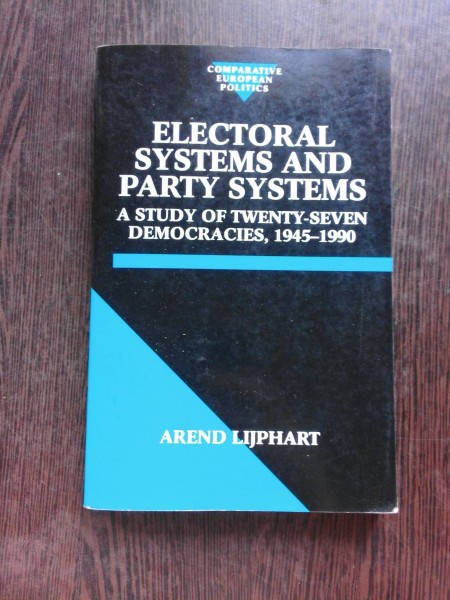 COMPARATIVE
EUROPEAN
POLITICS
ELECTORAL
SYSTEMS AND
PARTY SYSTEMS
A STUDY OF TWENTY-SEVEN
DEMOCRACIES, 1945–1990
AREND LIJPHART